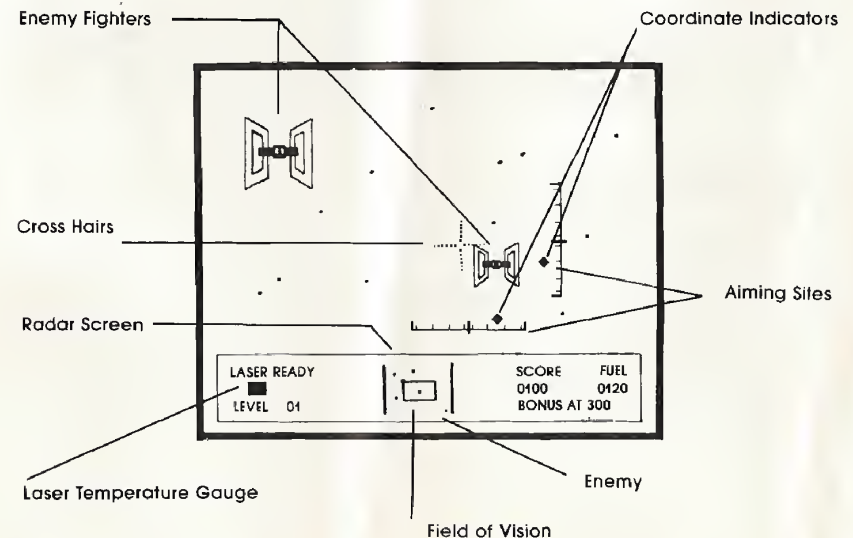 Enemy Fighters
Coordinate Indicators
Cross Hairs
Aiming Sites
Radar Screen
LASER READY
SCORE FUEL
0100 0120
LEVEL 01
BONUS AT 300
Laser Temperature Gauge
Enemy
Field of Vision